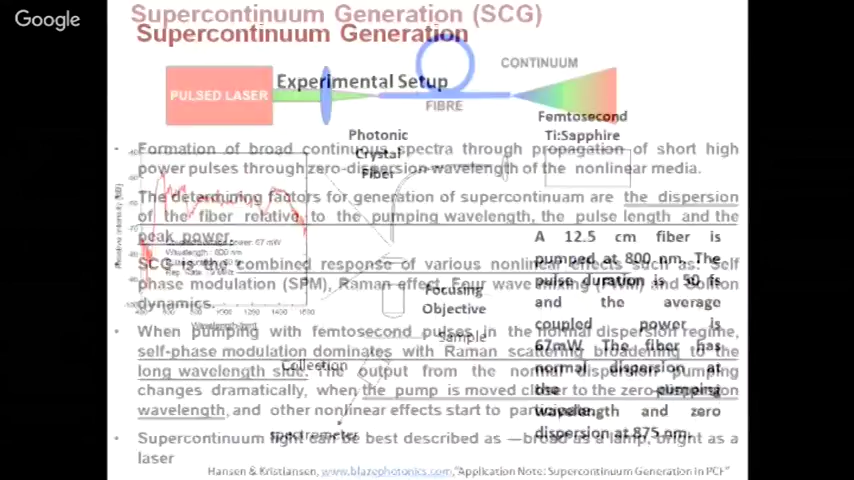 Google
Supercontinuum Generation (SCG)
Supercontinuum Generation
CONTINUUM
PULSED LASER
Experimental Setup
FIBRE
Femtosecond
Ti:Sapphire
Photonic
Crystal
Fiber
• Formation of broad continuous spectra through propagation of short high
power pulses through zero-dispersion wavelength of the nonlinear media.
• The determining factors for generation of supercontinuum are the dispersion
of the fiber relative to the pumping wavelength, the pulse length and the
peak power.
• SCG is the combined response of various nonlinear effects such as: Self
phase modulation (SPM), Raman effect, Four wave mixing (FWM) and Soliton
dynamics.
A 12.5 cm fiber is
pumped at 800 nm. The
pulse duration is 50 fs
and the average
coupled power is
67mW. The fiber has
normal dispersion at
the pumping
wavelength and zero
dispersion at 875 nm.
Focusing
Objective
Sample
Collection
spectrometer
• When pumping with femtosecond pulses in the normal dispersion regime,
self-phase modulation dominates with Raman scattering broadening to the
long wavelength side. The output from the normal dispersion pumping
changes dramatically, when the pump is moved closer to the zero-dispersion
wavelength, and other nonlinear effects start to participate.
• Supercontinuum light can be best described as —broad as a lamp, bright as a
laser
Hansen & Kristiansen, www.blazephotonics.com,"Application Note: Supercontinuum Generation in PCF"